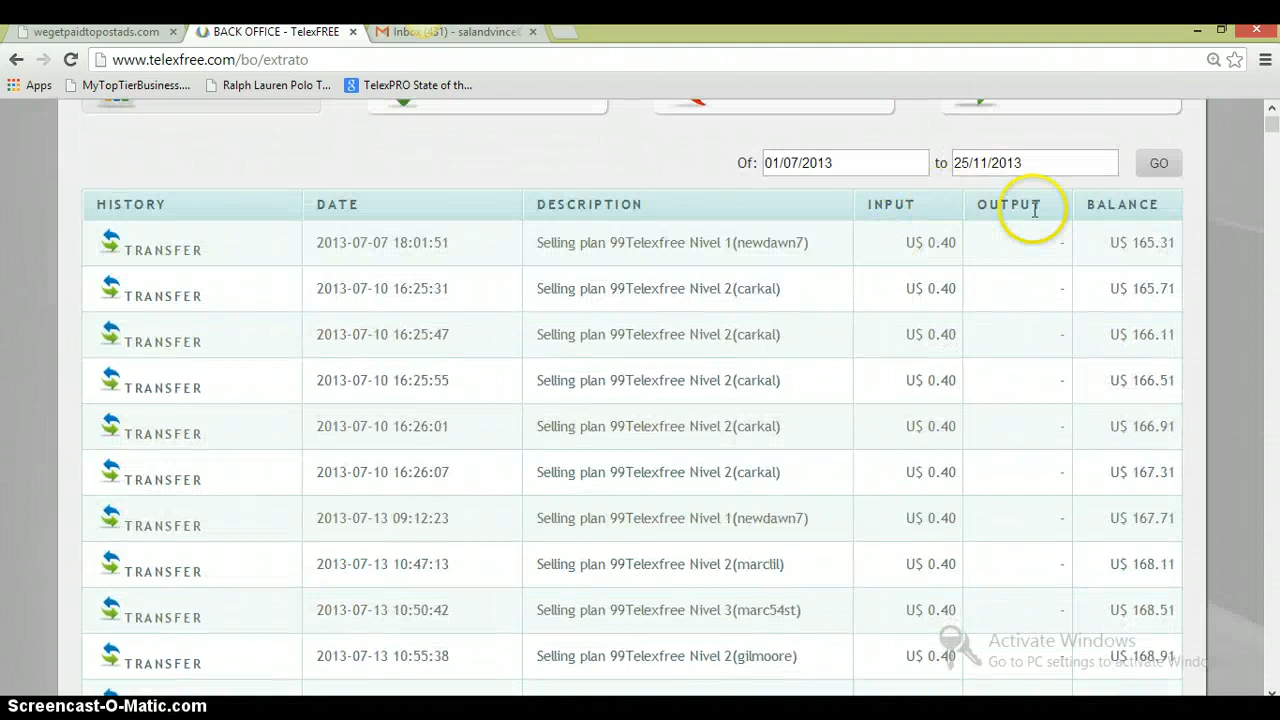 wegetpaidtopostads.com BACK OFFICE - TelexFREE Inbox (431) - salandvince
www.telexfree.com/bo/extrato
Apps MyTopTierBusiness.... Ralph Lauren Polo T... TelexPRO State of th...
Of: 01/07/2013 to 25/11/2013 GO
HISTORY DATE DESCRIPTION INPUT OUTPUT BALANCE
TRANSFER 2013-07-07 18:01:51 Selling plan 99Telexfree Nivel 1(newdawn7) U$ 0.40 - U$ 165.31
TRANSFER 2013-07-10 16:25:31 Selling plan 99Telexfree Nivel 2(carkal) U$ 0.40 - U$ 165.71
TRANSFER 2013-07-10 16:25:47 Selling plan 99Telexfree Nivel 2(carkal) U$ 0.40 - U$ 166.11
TRANSFER 2013-07-10 16:25:55 Selling plan 99Telexfree Nivel 2(carkal) U$ 0.40 - U$ 166.51
TRANSFER 2013-07-10 16:26:01 Selling plan 99Telexfree Nivel 2(carkal) U$ 0.40 - U$ 166.91
TRANSFER 2013-07-10 16:26:07 Selling plan 99Telexfree Nivel 2(carkal) U$ 0.40 - U$ 167.31
TRANSFER 2013-07-13 09:12:23 Selling plan 99Telexfree Nivel 1(newdawn7) U$ 0.40 - U$ 167.71
TRANSFER 2013-07-13 10:47:13 Selling plan 99Telexfree Nivel 2(marclil) U$ 0.40 - U$ 168.11
TRANSFER 2013-07-13 10:50:42 Selling plan 99Telexfree Nivel 3(marc54st) U$ 0.40 - U$ 168.51
Activate Windows
TRANSFER 2013-07-13 10:55:38 Selling plan 99Telexfree Nivel 2(gilmoore) U$ 0.40 - U$ 168.91
Go to PC settings to activate Windo
Screencast-O-Matic.com